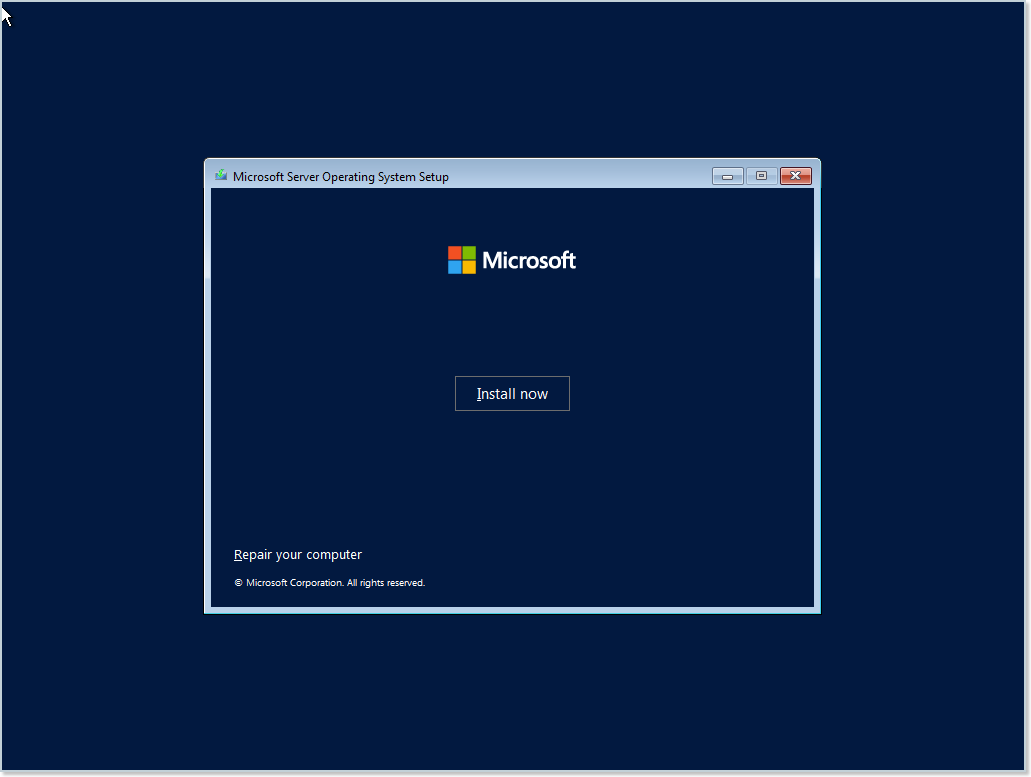 Microsoft Server Operating System Setup
Microsoft
Install now
Repair your computer
© Microsoft Corporation. All rights reserved.